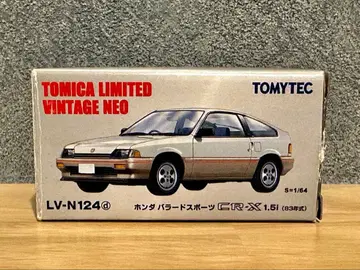 TOMICA LIMITED
VINTAGE NEO
TOMYTEC
S=1/64
LV-N124ⓓ
ホンダ バラードスポーツ CR-X 1.5i (83年式)